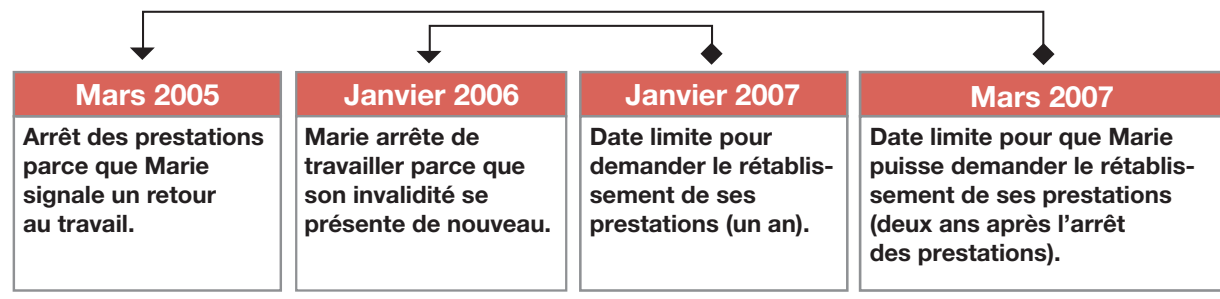 Mars 2005
Arrêt des prestations
parce que Marie
signale un retour
au travail.
Janvier 2006
Marie arrête de
travailler parce que
son invalidité se
présente de nouveau.
Janvier 2007
Date limite pour
demander le rétablis-
sement de ses
prestations (un an).
Mars 2007
Date limite pour que Marie
puisse demander le rétablis-
sement de ses prestations
(deux ans après l’arrêt
des prestations).